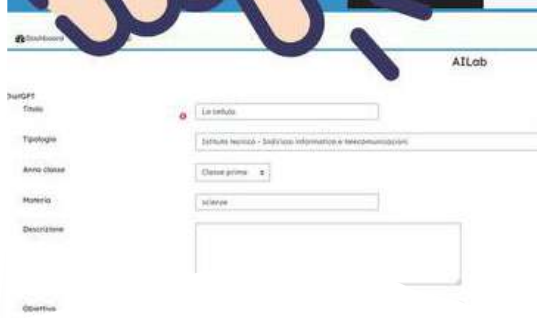 Dashboard
AILab
ChatGPT
Titolo
La cellula
Tipologia
Istituto tecnico - Indirizzo informatica e telecomunicazioni
Anno classe
Classe prima
Materia
scienze
Descrizione
Obiettivo